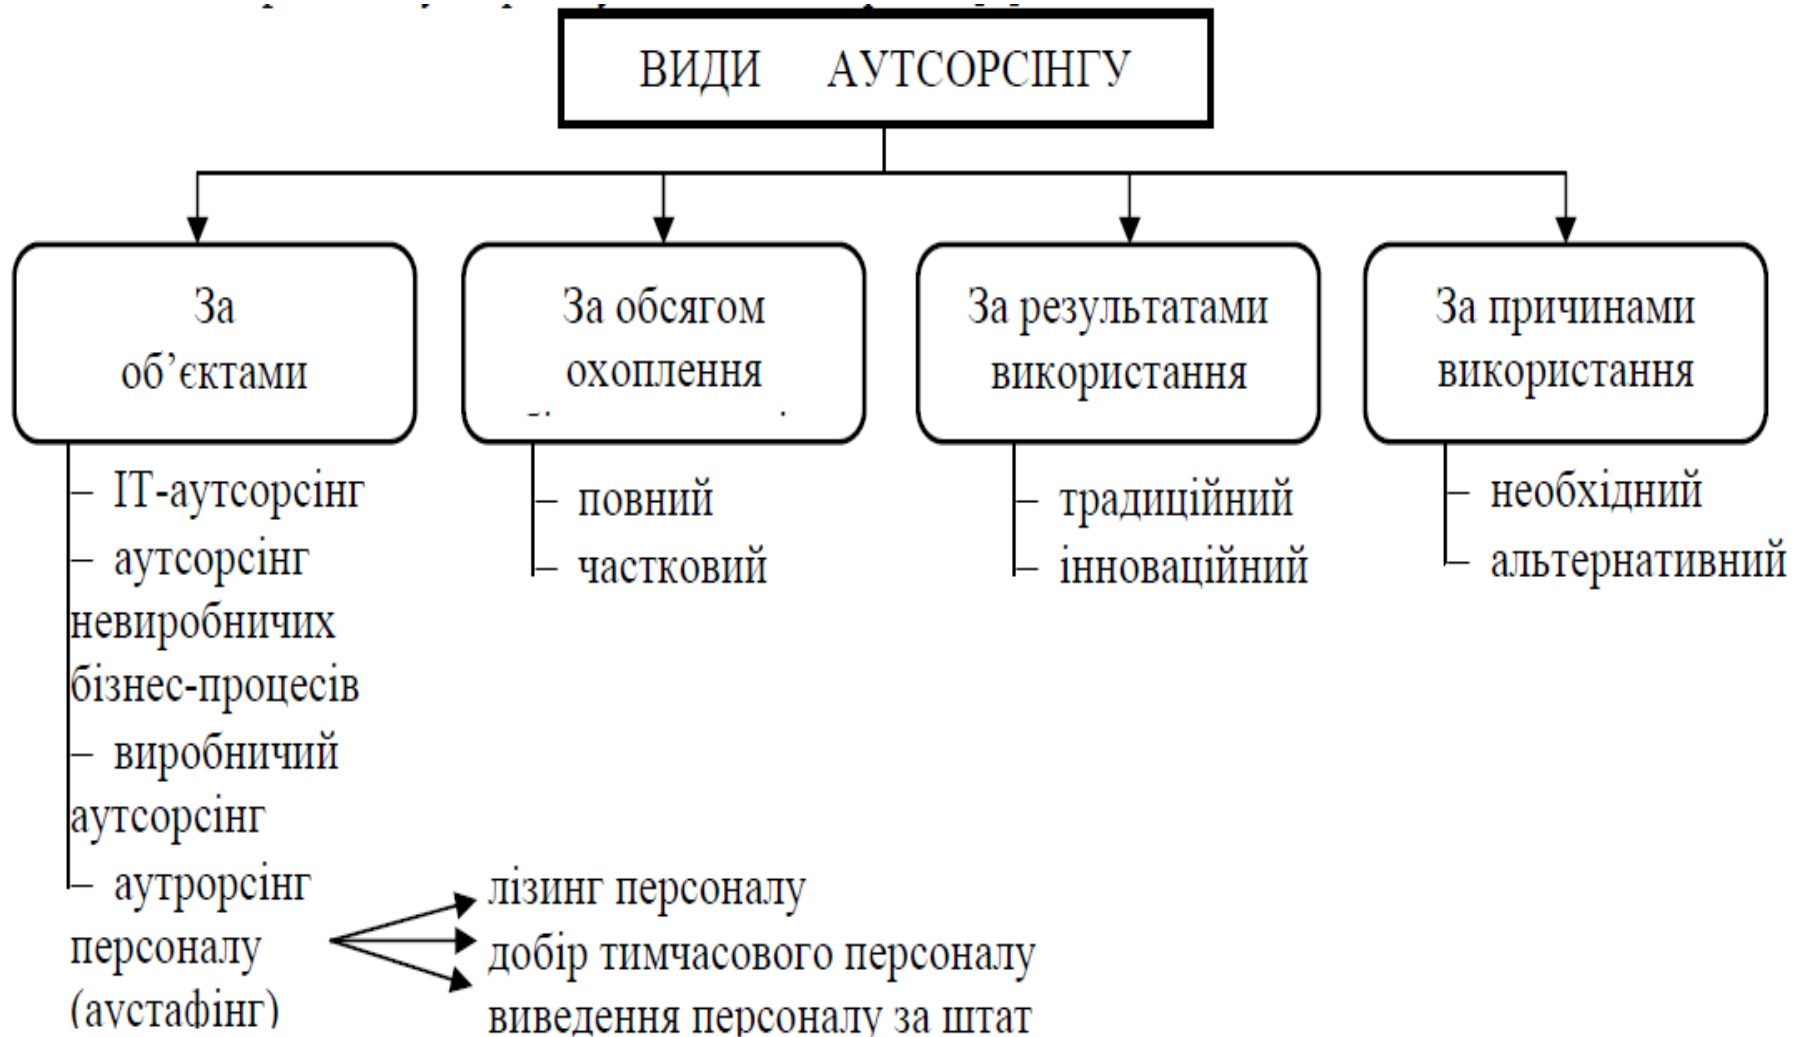 ВИДИ АУТСОРСІНГУ
За
об’єктами
За обсягом
охоплення
За результатами
використання
За причинами
використання
– ІТ-аутсорсінг
– аутсорсінг
невиробничих
бізнес-процесів
– виробничий
аутсорсінг
– аутрорсінг
персоналу
(аустафінг)
– повний
– частковий
– традиційний
– інноваційний
– необхідний
– альтернативний
лізинг персоналу
добір тимчасового персоналу
виведення персоналу за штат